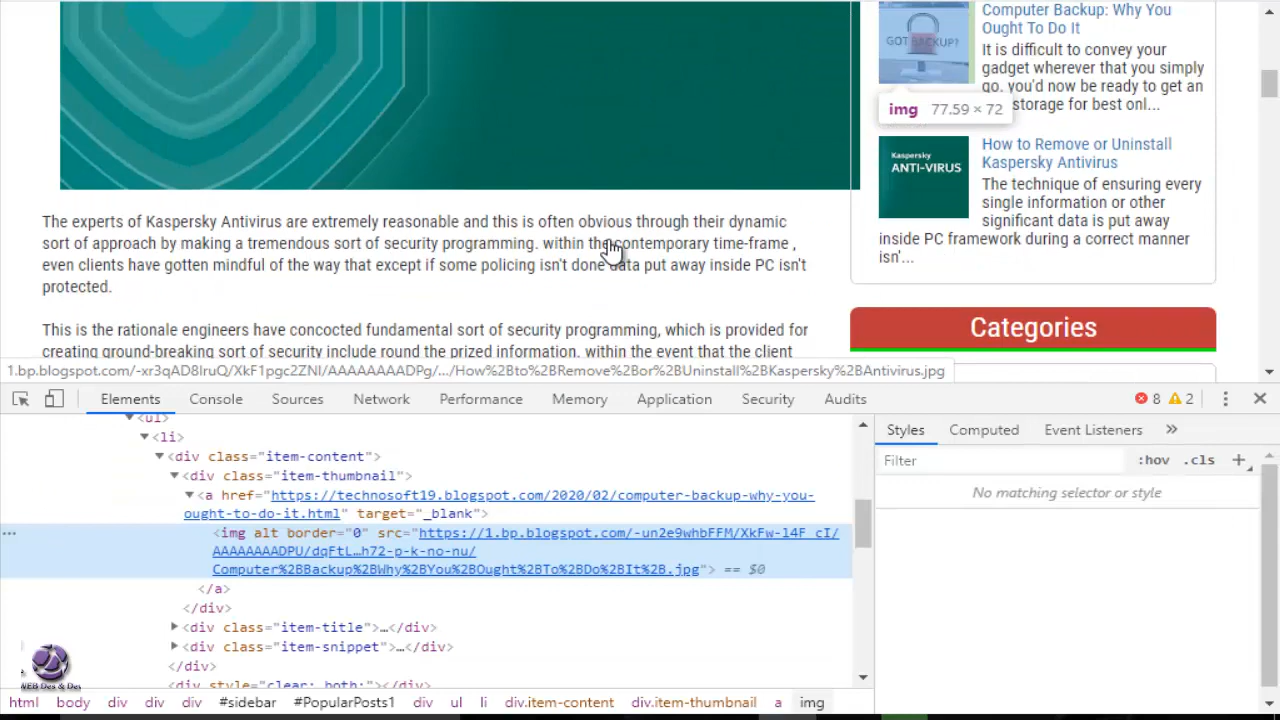 Computer Backup: Why You
Ought To Do It
GOT BACKUP?
It is difficult to convey your
gadget wherever that you simply
go. you'd now be ready to get an
storage for best onl...
img 77.59 × 72
Kaspersky
ANTI-VIRUS
How to Remove or Uninstall
Kaspersky Antivirus
The technique of ensuring every
single information or other
significant data is put away
inside PC framework during a correct manner
isn'...
The experts of Kaspersky Antivirus are extremely reasonable and this is often obvious through their dynamic
sort of approach by making a tremendous sort of security programming. within the contemporary time-frame ,
even clients have gotten mindful of the way that except if some policing isn't done data put away inside PC isn't
protected.
This is the rationale engineers have concocted fundamental sort of security programming, which is provided for
creating ground-breaking sort of security include round the prized information. within the event that the client
Categories
1.bp.blogspot.com/-xr3qAD8lruQ/XkF1pgc2ZNI/AAAAAAAADPg/.../How%2Bto%2BRemove%2Bor%2BUninstall%2BKaspersky%2BAntivirus.jpg
Elements Console Sources Network Performance Memory Application Security Audits 8 2
<ul>
<li>
<div class="item-content">
<div class="item-thumbnail">
<a href="https://technosoft19.blogspot.com/2020/02/computer-backup-why-you-
ought-to-do-it.html" target="_blank">
<img alt border="0" src="https://1.bp.blogspot.com/-un2e9whbFFM/XkFw-l4F_cI/
AAAAAAAADPU/dqFtL…h72-p-k-no-nu/
Computer%2BBackup%2BWhy%2BYou%2BOught%2BTo%2BDo%2BIt%2B.jpg"> == $0
</a>
</div>
<div class="item-title">…</div>
<div class="item-snippet">…</div>
</div>
<div style="clear: both;">
Styles Computed Event Listeners »
Filter :hov .cls +
No matching selector or style
WEB Des & Des
html body div div div #sidebar #PopularPosts1 div ul li div.item-content div.item-thumbnail a img